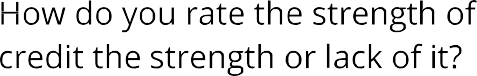 How do you rate the strength of
credit the strength or lack of it?